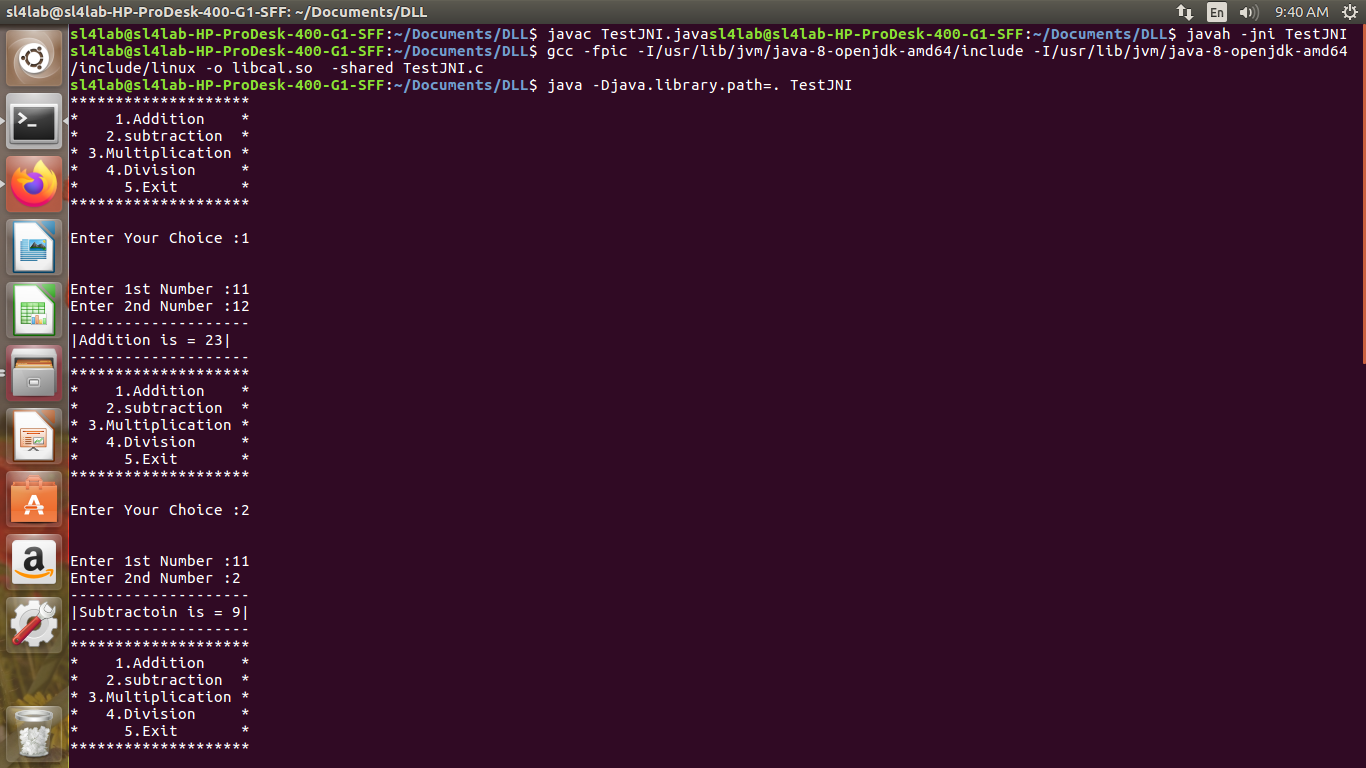 sl4lab@sl4lab-HP-ProDesk-400-G1-SFF: ~/Documents/DLL
En
9:40 AM
sl4lab@sl4lab-HP-ProDesk-400-G1-SFF:~/Documents/DLL$ javac TestJNI.javasl4lab@sl4lab-HP-ProDesk-400-G1-SFF:~/Documents/DLL$ javah -jni TestJNI
sl4lab@sl4lab-HP-ProDesk-400-G1-SFF:~/Documents/DLL$ gcc -fpic -I/usr/lib/jvm/java-8-openjdk-amd64/include -I/usr/lib/jvm/java-8-openjdk-amd64
/include/linux -o libcal.so  -shared TestJNI.c
sl4lab@sl4lab-HP-ProDesk-400-G1-SFF:~/Documents/DLL$ java -Djava.library.path=. TestJNI
********************
*    1.Addition    *
*   2.subtraction  *
* 3.Multiplication *
*   4.Division     *
*     5.Exit       *
********************
Enter Your Choice :1
Enter 1st Number :11
Enter 2nd Number :12
--------------------
|Addition is = 23|
--------------------
********************
*    1.Addition    *
*   2.subtraction  *
* 3.Multiplication *
*   4.Division     *
*     5.Exit       *
********************
Enter Your Choice :2
Enter 1st Number :11
Enter 2nd Number :2
--------------------
|Subtractoin is = 9|
--------------------
********************
*    1.Addition    *
*   2.subtraction  *
* 3.Multiplication *
*   4.Division     *
*     5.Exit       *
********************